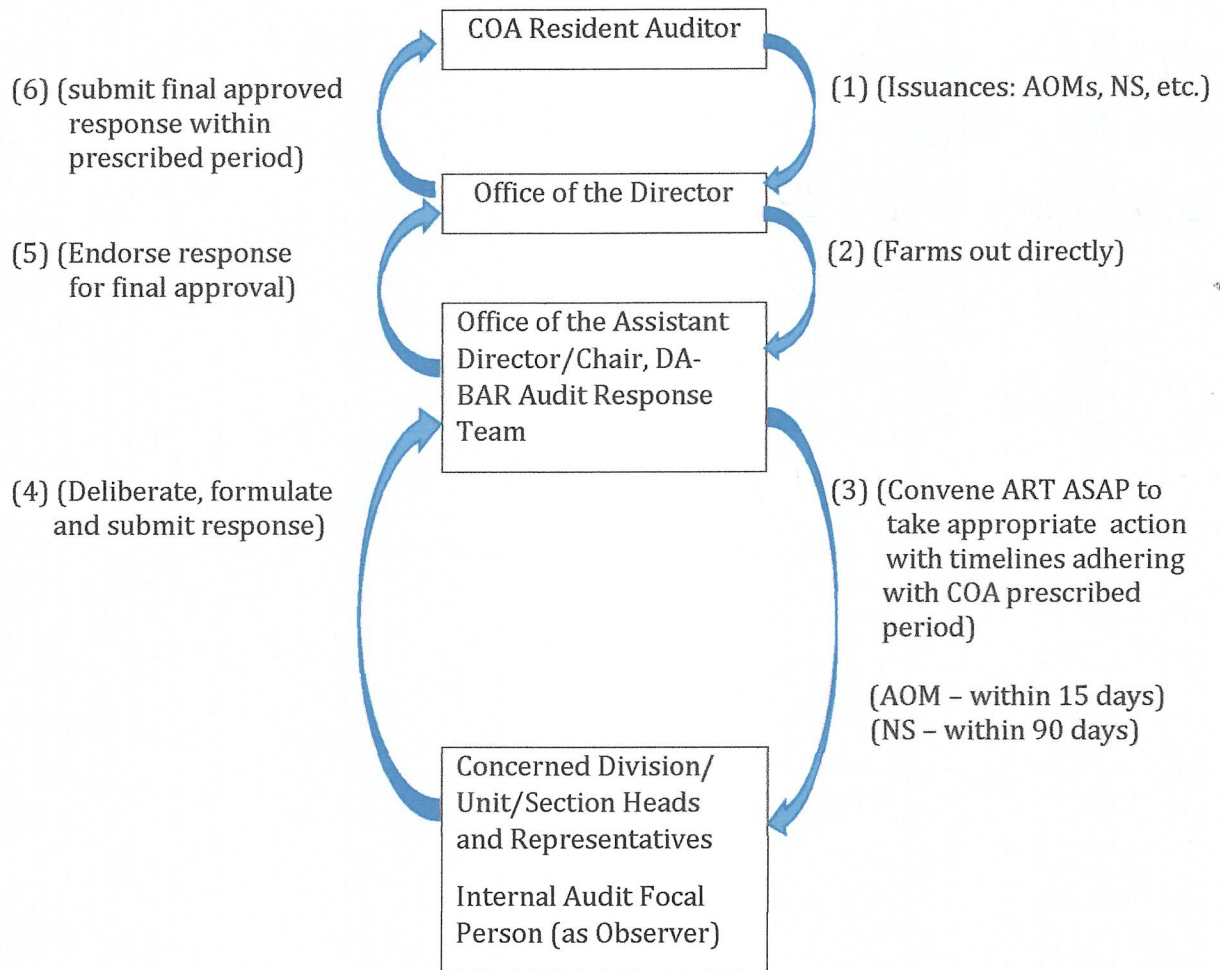 COA Resident Auditor
(6) (submit final approved
response within
prescribed period)
(1) (Issuances: AOMs, NS, etc.)
Office of the Director
(5) (Endorse response
for final approval)
(2) (Farms out directly)
Office of the Assistant
Director/Chair, DA-
BAR Audit Response
Team
(4) (Deliberate, formulate
and submit response)
(3) (Convene ART ASAP to
take appropriate action
with timelines adhering
with COA prescribed
period)
(AOM – within 15 days)
(NS – within 90 days)
Concerned Division/
Unit/Section Heads
and Representatives
Internal Audit Focal
Person (as Observer)